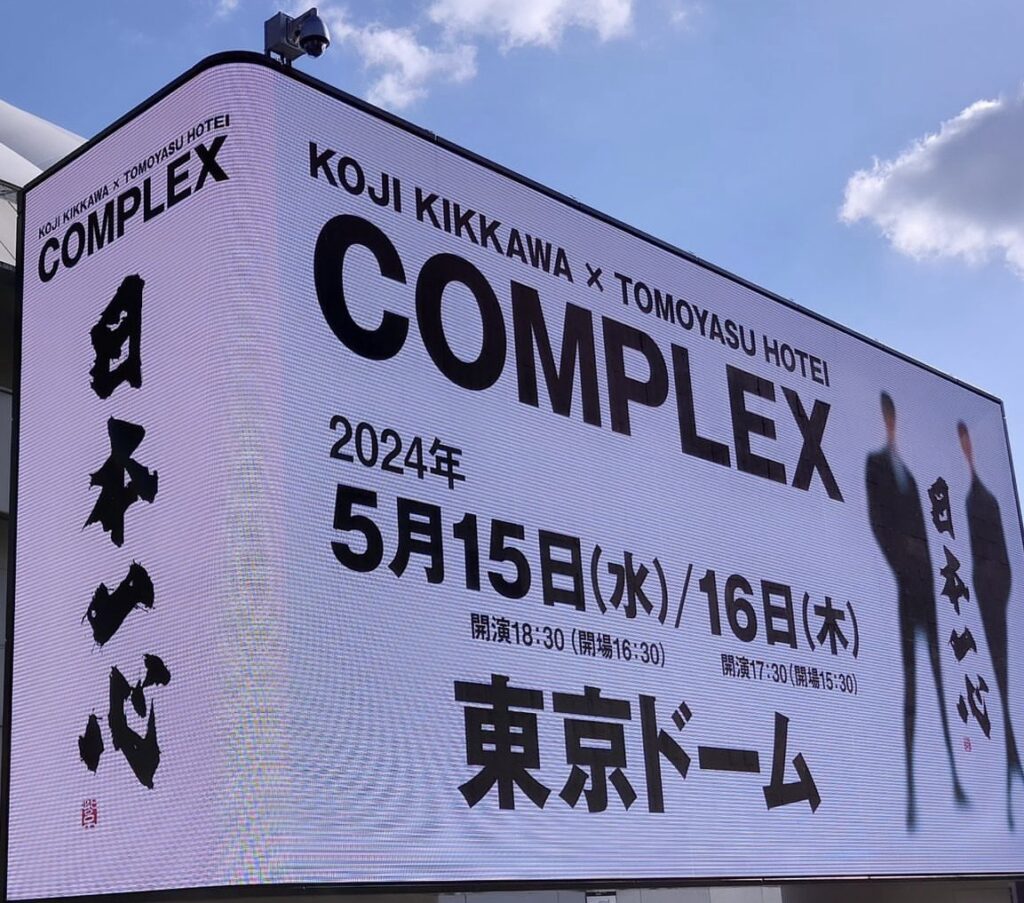 KOJI KIKKAWA × TOMOYASU HOTEI
COMPLEX
日本一心
KOJI KIKKAWA × TOMOYASU HOTEI
COMPLEX
2024年
5月15日(水)/16日(木)
開演18:30(開場16:30)
開演17:30(開場15:30)
東京ドーム
日本一心